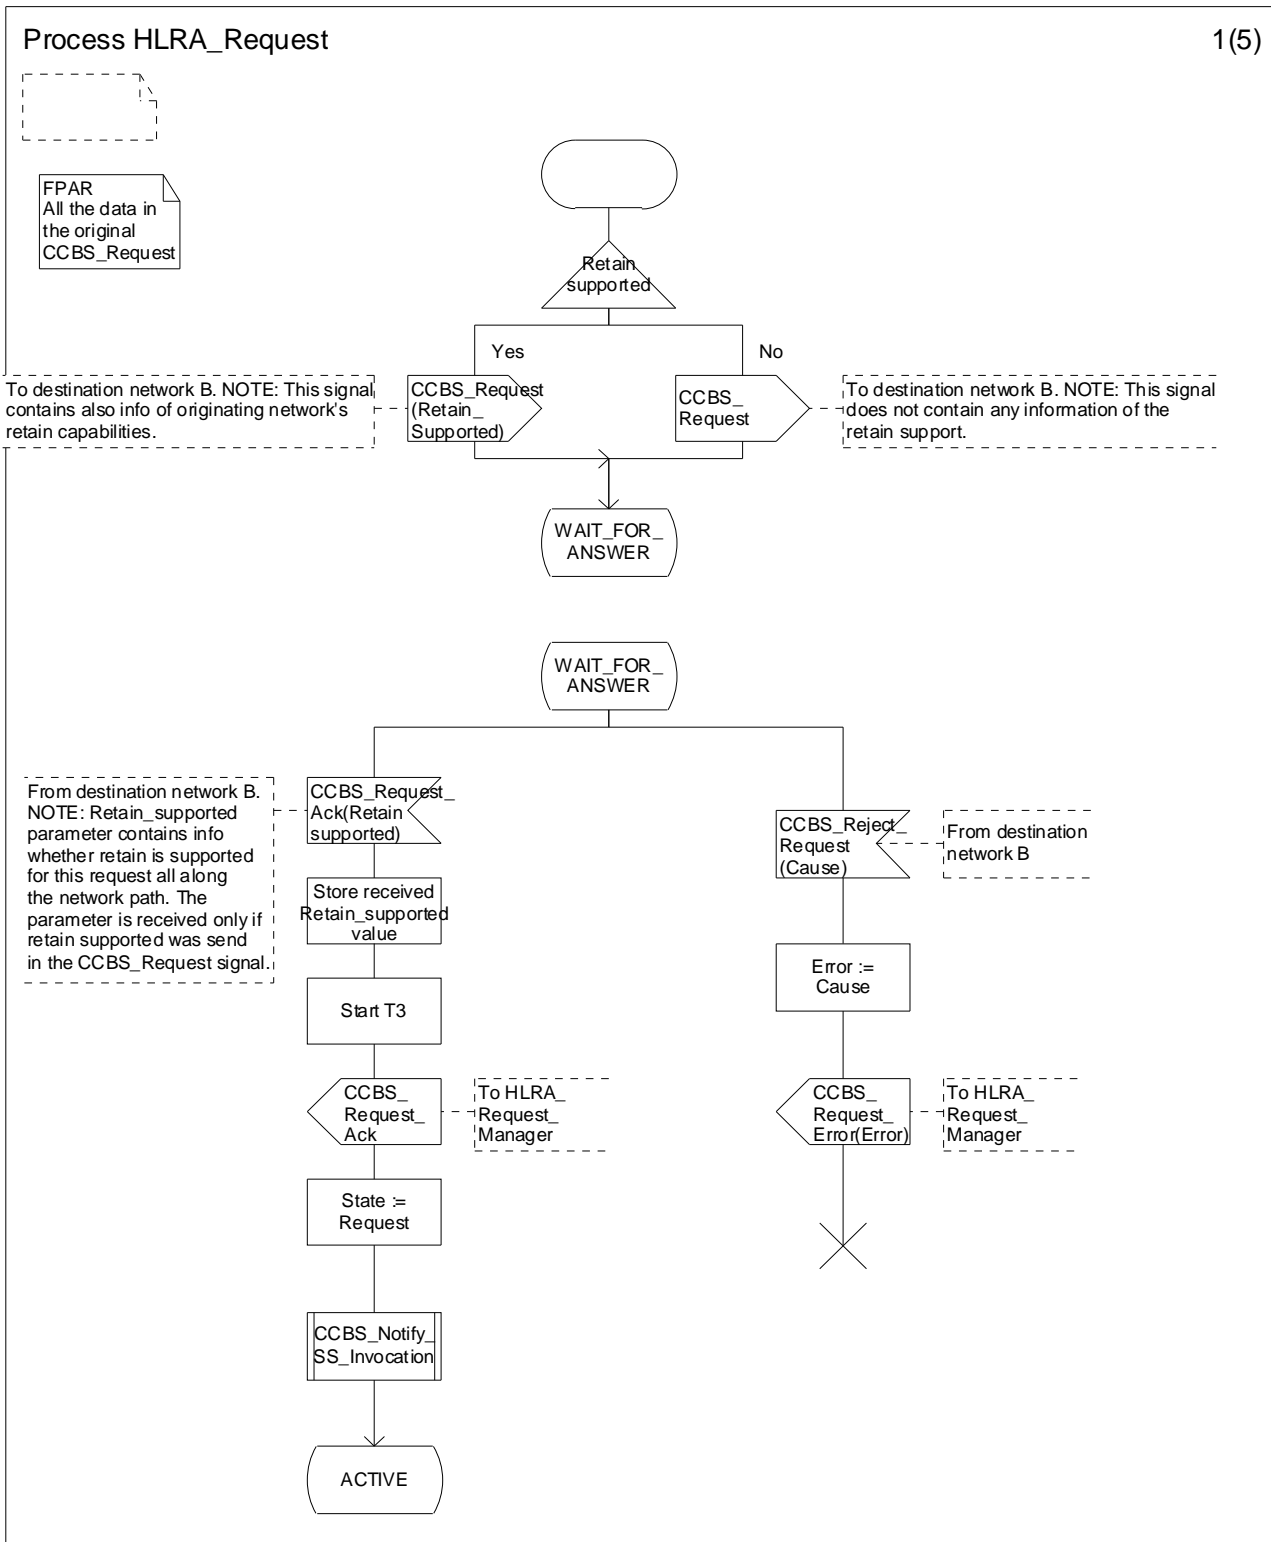 Process HLRA_Request
1(5)
FPAR
All the data in
the original
CCBS_Request
Retain
supported
Yes
No
To destination network B. NOTE: This signal
contains also info of originating network's
retain capabilities.
CCBS_Request
(Retain_
Supported)
CCBS_
Request
To destination network B. NOTE: This signal
does not contain any information of the
retain support.
WAIT_FOR_
ANSWER
WAIT_FOR_
ANSWER
From destination network B.
NOTE: Retain_supported
parameter contains info
whether retain is supported
for this request all along
the network path. The
parameter is received only if
retain supported was send
in the CCBS_Request signal.
CCBS_Request_
Ack(Retain
supported)
CCBS_Reject_
Request
(Cause)
From destination
network B
Store received
Retain_supported
value
Error :=
Cause
Start T3
CCBS_
Request_
Ack
To HLRA_
Request_
Manager
CCBS_
Request_
Error(Error)
To HLRA_
Request_
Manager
State :=
Request
CCBS_Notify_
SS_Invocation
ACTIVE